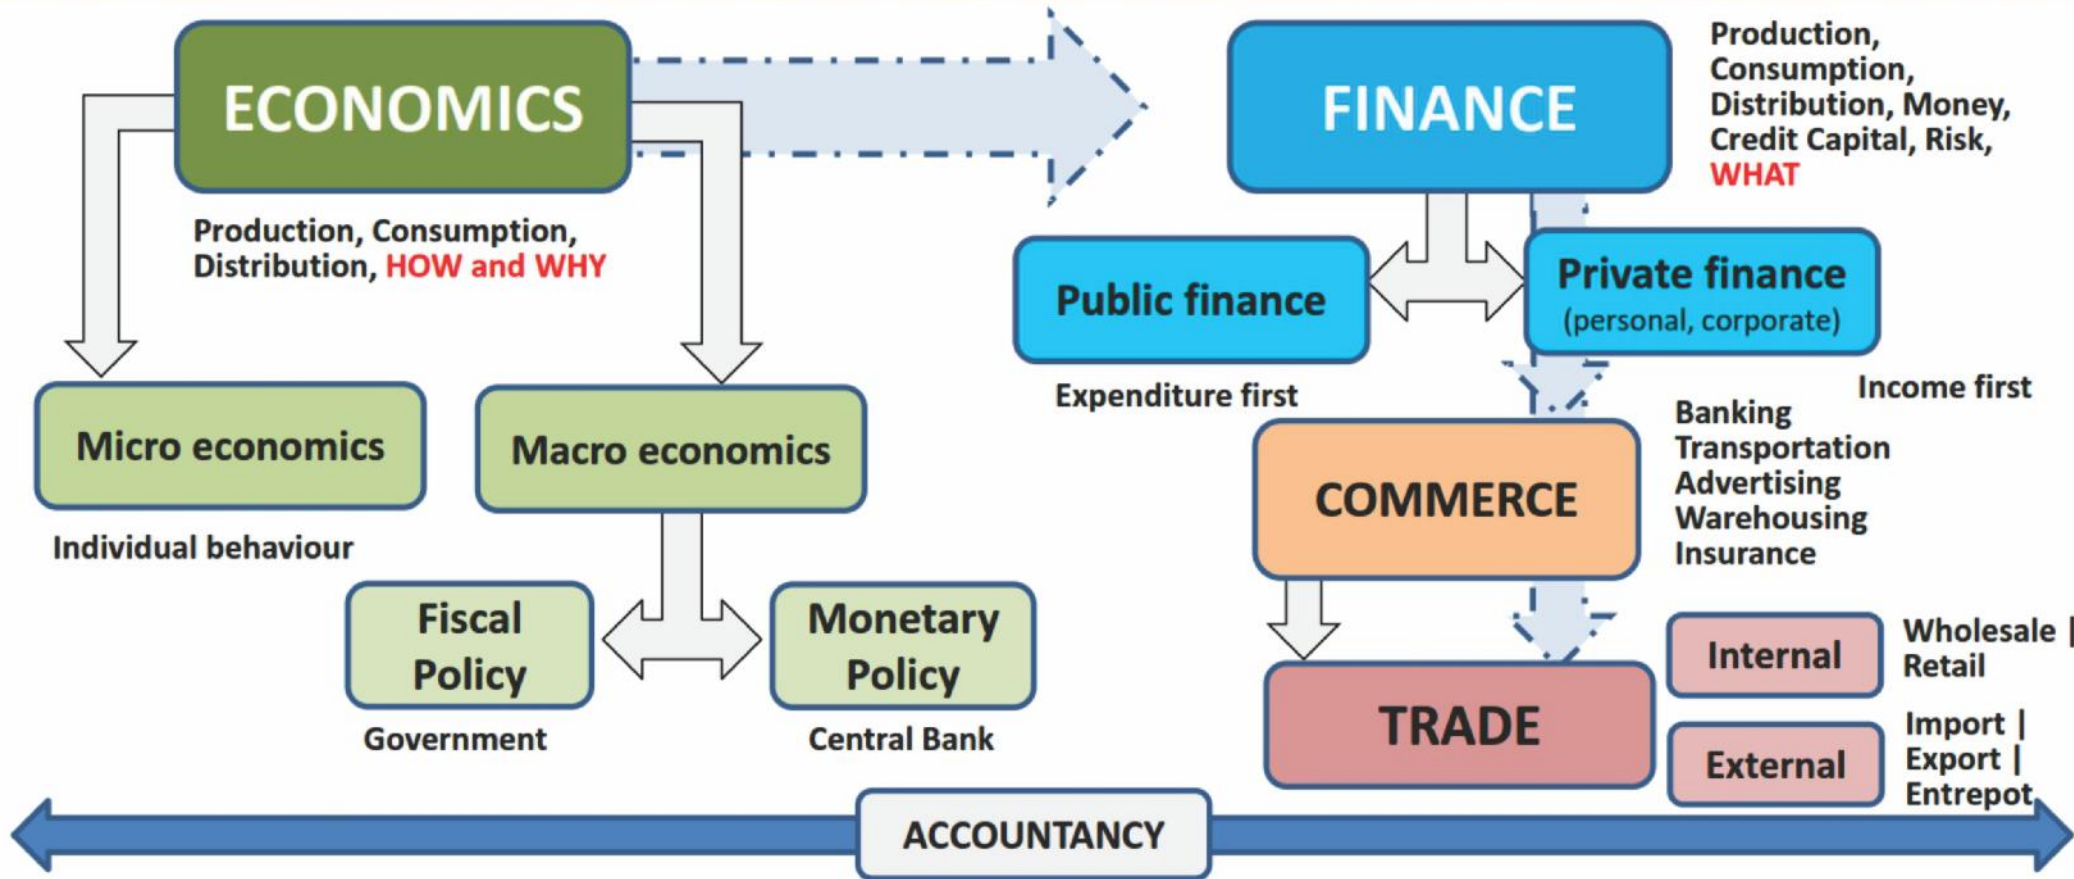 ECONOMICS
Production, Consumption,
Distribution, HOW and WHY
Micro economics
Individual behaviour
Macro economics
Fiscal
Policy
Government
Monetary
Policy
Central Bank
FINANCE
Production,
Consumption,
Distribution, Money,
Credit Capital, Risk,
WHAT
Public finance
Expenditure first
Private finance
(personal, corporate)
Income first
COMMERCE
Banking
Transportation
Advertising
Warehousing
Insurance
TRADE
Internal
Wholesale |
Retail
External
Import |
Export |
Entrepot
ACCOUNTANCY